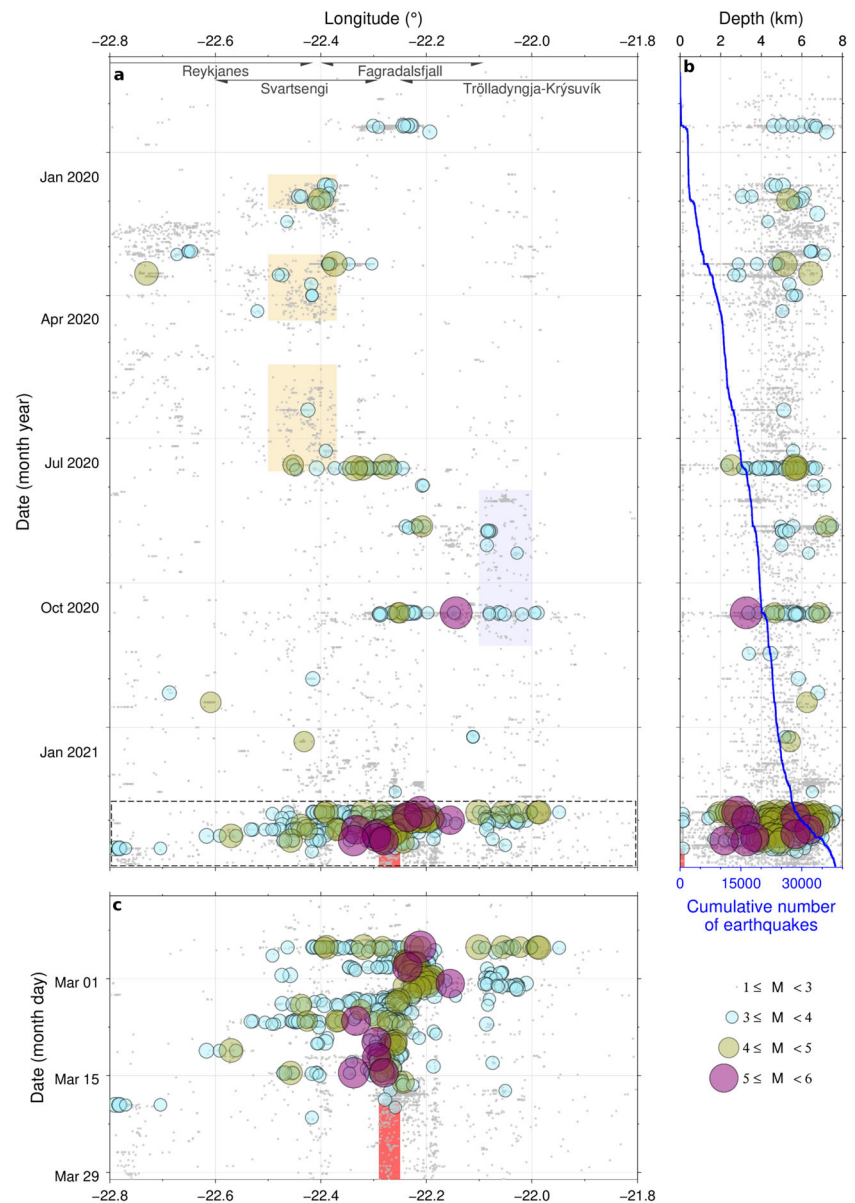 Longitude (°)
−22.8 −22.6 −22.4 −22.2 −22.0 −21.8
Depth (km)
0 2 4 6 8
a
Reykjanes
Fagradalsfjall
Svartsengi
Trölladyngja-Krýsuvík
b
Date (month year)
Jan 2020
Apr 2020
Jul 2020
Oct 2020
Jan 2021
0 15000 30000
Cumulative number
of earthquakes
c
Date (month day)
Mar 01
Mar 15
Mar 29
−22.8 −22.6 −22.4 −22.2 −22.0 −21.8
1 ≤ M < 3
3 ≤ M < 4
4 ≤ M < 5
5 ≤ M < 6